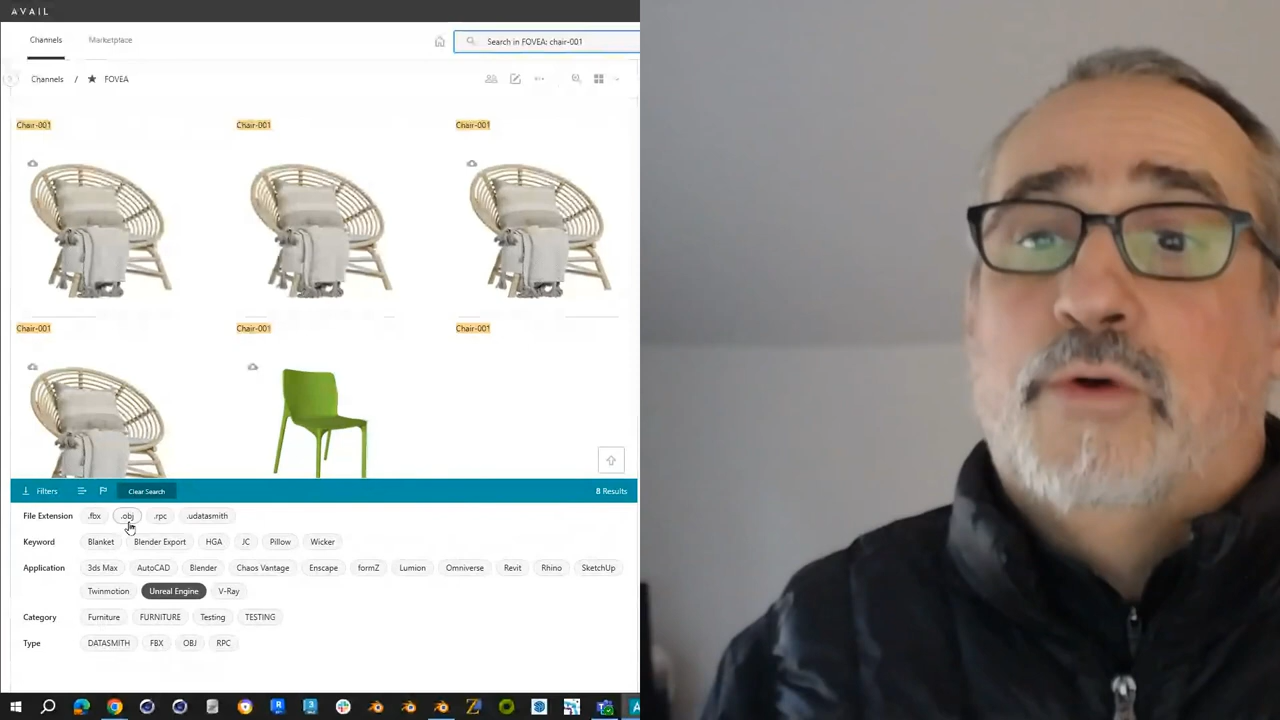 AVAIL
Channels Marketplace
Search in FOVEA: chair-001
Channels / FOVEA
Chair-001 Chair-001 Chair-001
Chair-001 Chair-001 Chair-001
Filters Clear Search 8 Results
File Extension .fbx .obj .rpc .udatasmith
Keyword Blanket Blender Export HGA JC Pillow Wicker
Application 3ds Max AutoCAD Blender Chaos Vantage Enscape formZ Lumion Omniverse Revit Rhino SketchUp
Twinmotion Unreal Engine V-Ray
Category Furniture FURNITURE Testing TESTING
Type DATASMITH FBX OBJ RPC